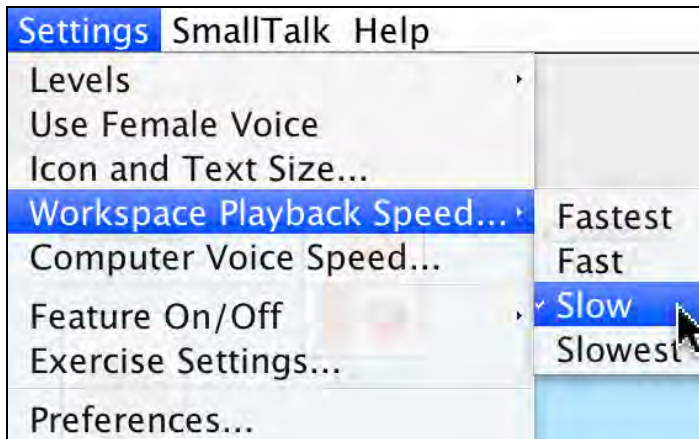 Settings SmallTalk Help
Levels
Use Female Voice
Icon and Text Size...
Workspace Playback Speed...
Computer Voice Speed...
Feature On/Off
Exercise Settings...
Preferences...
Fastest
Fast
Slow
Slowest